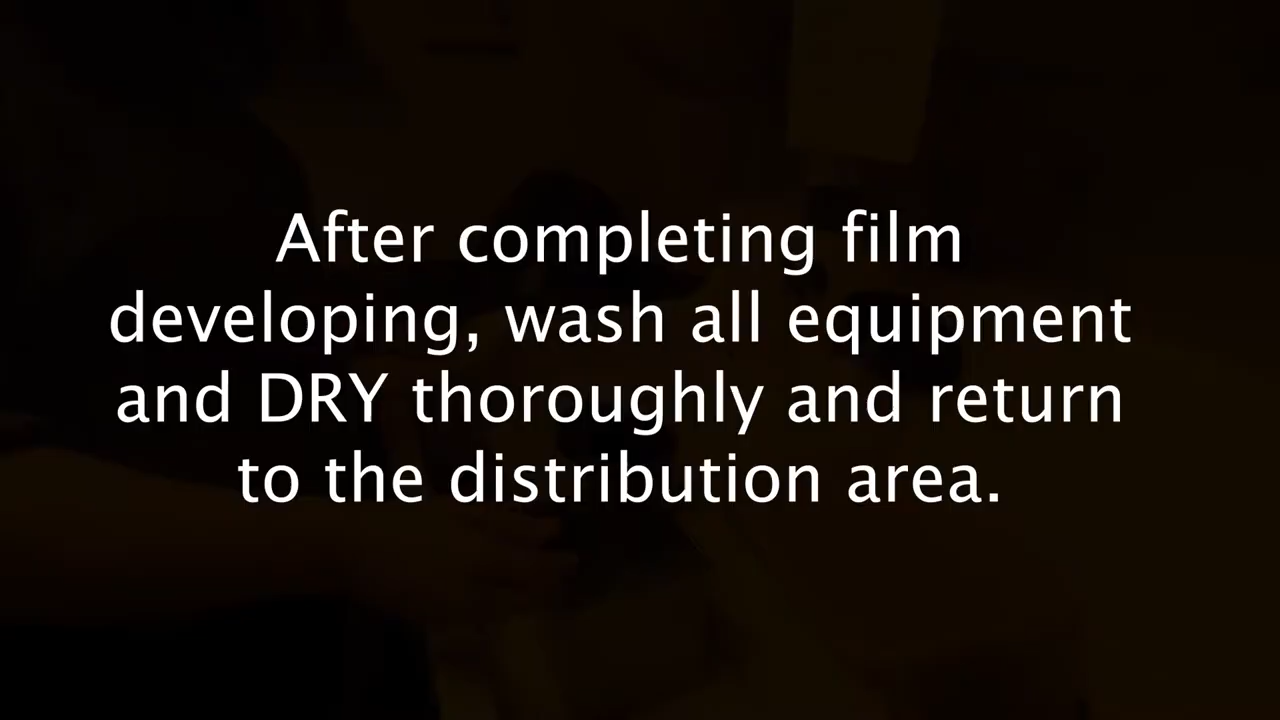 After completing film
developing, wash all equipment
and DRY thoroughly and return
to the distribution area.